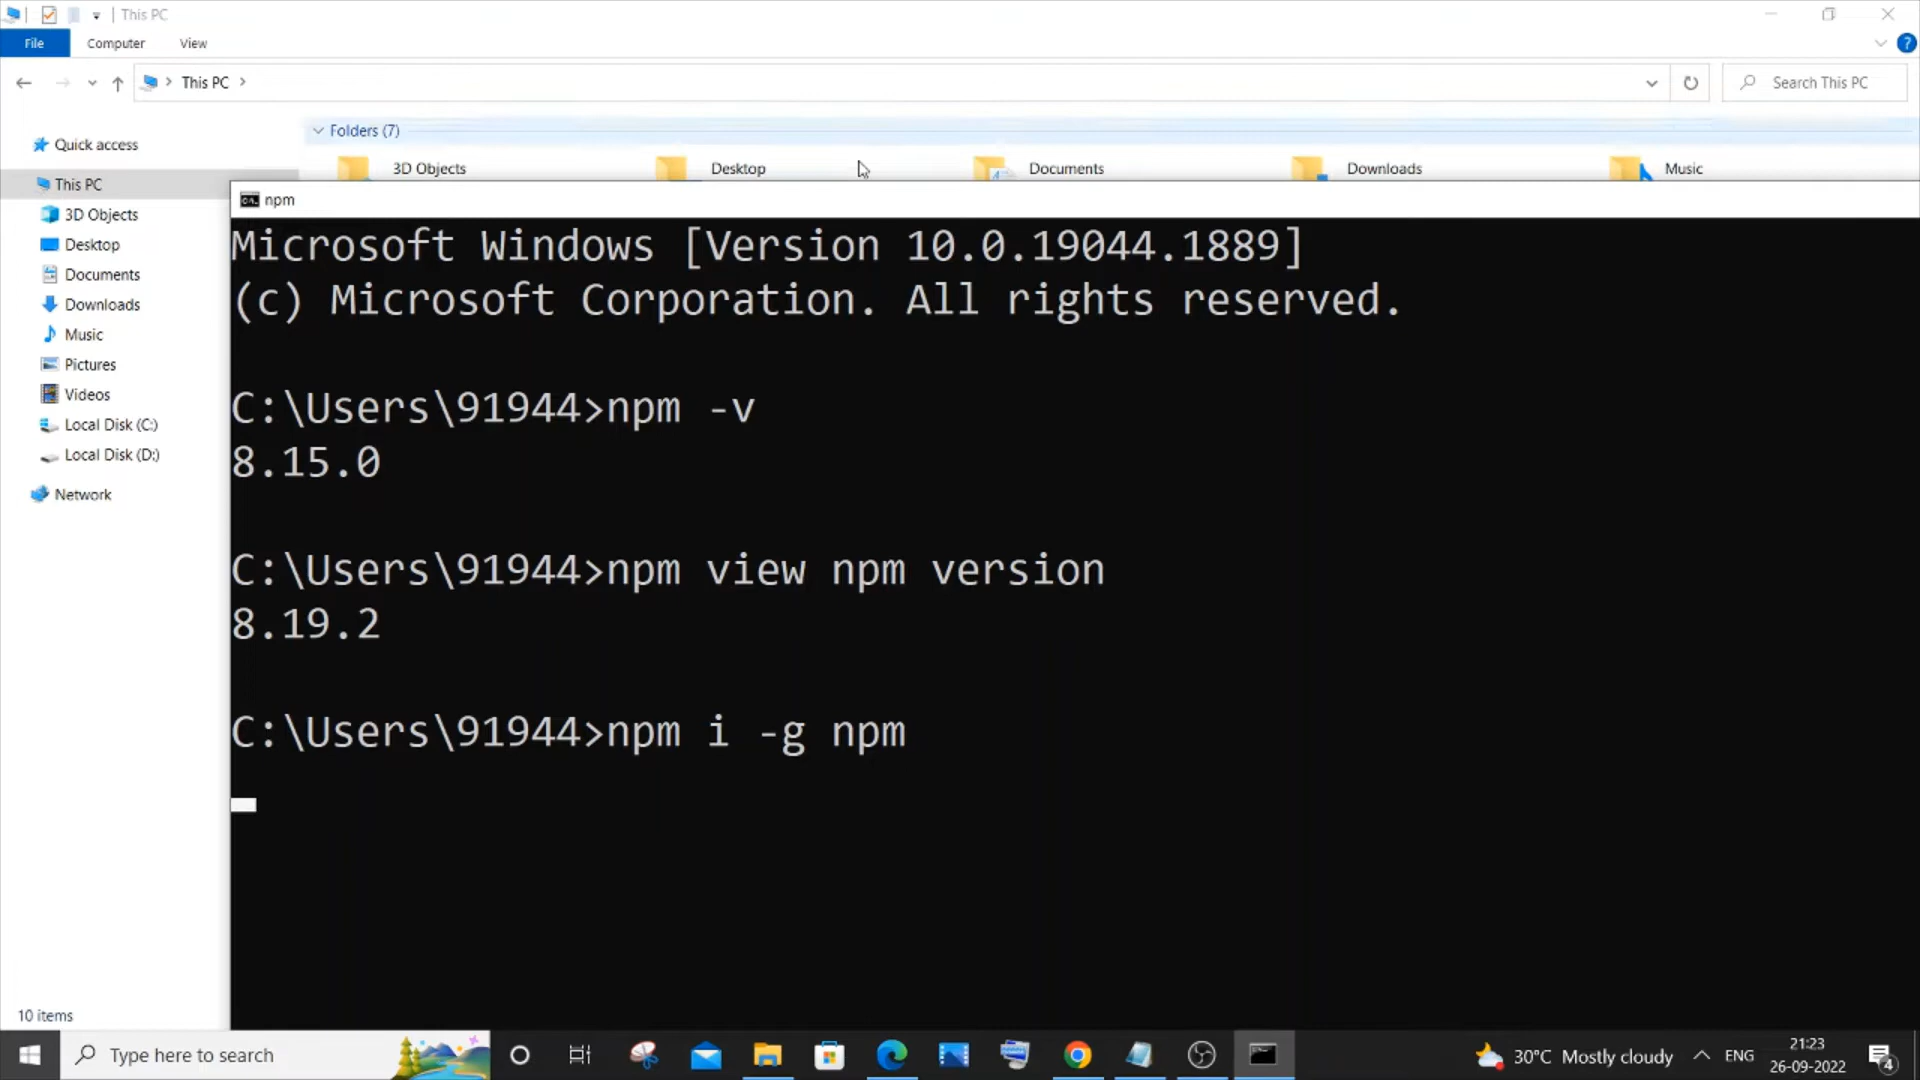 This PC
File
Computer
View
This PC
Search This PC
Quick access
This PC
3D Objects
Desktop
Documents
Downloads
Music
Pictures
Videos
Local Disk (C:)
Local Disk (D:)
Network
10 items
Folders (7)
3D Objects
Desktop
Documents
Downloads
Music
npm
Microsoft Windows [Version 10.0.19044.1889]
(c) Microsoft Corporation. All rights reserved.
C:\Users\91944>npm -v
8.15.0
C:\Users\91944>npm view npm version
8.19.2
C:\Users\91944>npm i -g npm
Type here to search
30°C Mostly cloudy
ENG
21:23
26-09-2022
4